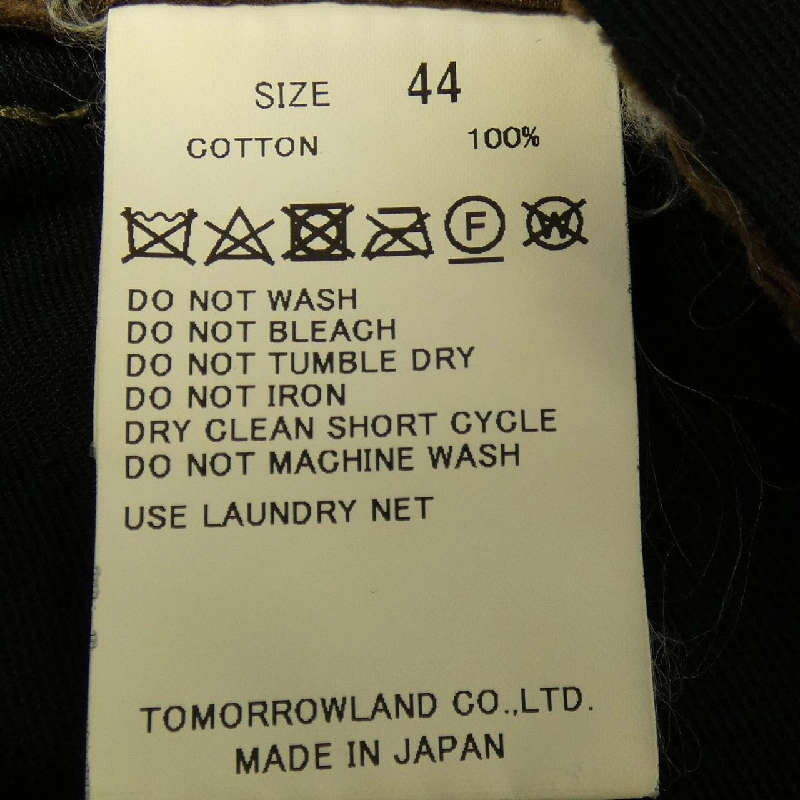 SIZE 44
COTTON 100%
F W
DO NOT WASH
DO NOT BLEACH
DO NOT TUMBLE DRY
DO NOT IRON
DRY CLEAN SHORT CYCLE
DO NOT MACHINE WASH
USE LAUNDRY NET
TOMORROWLAND CO.,LTD.
MADE IN JAPAN